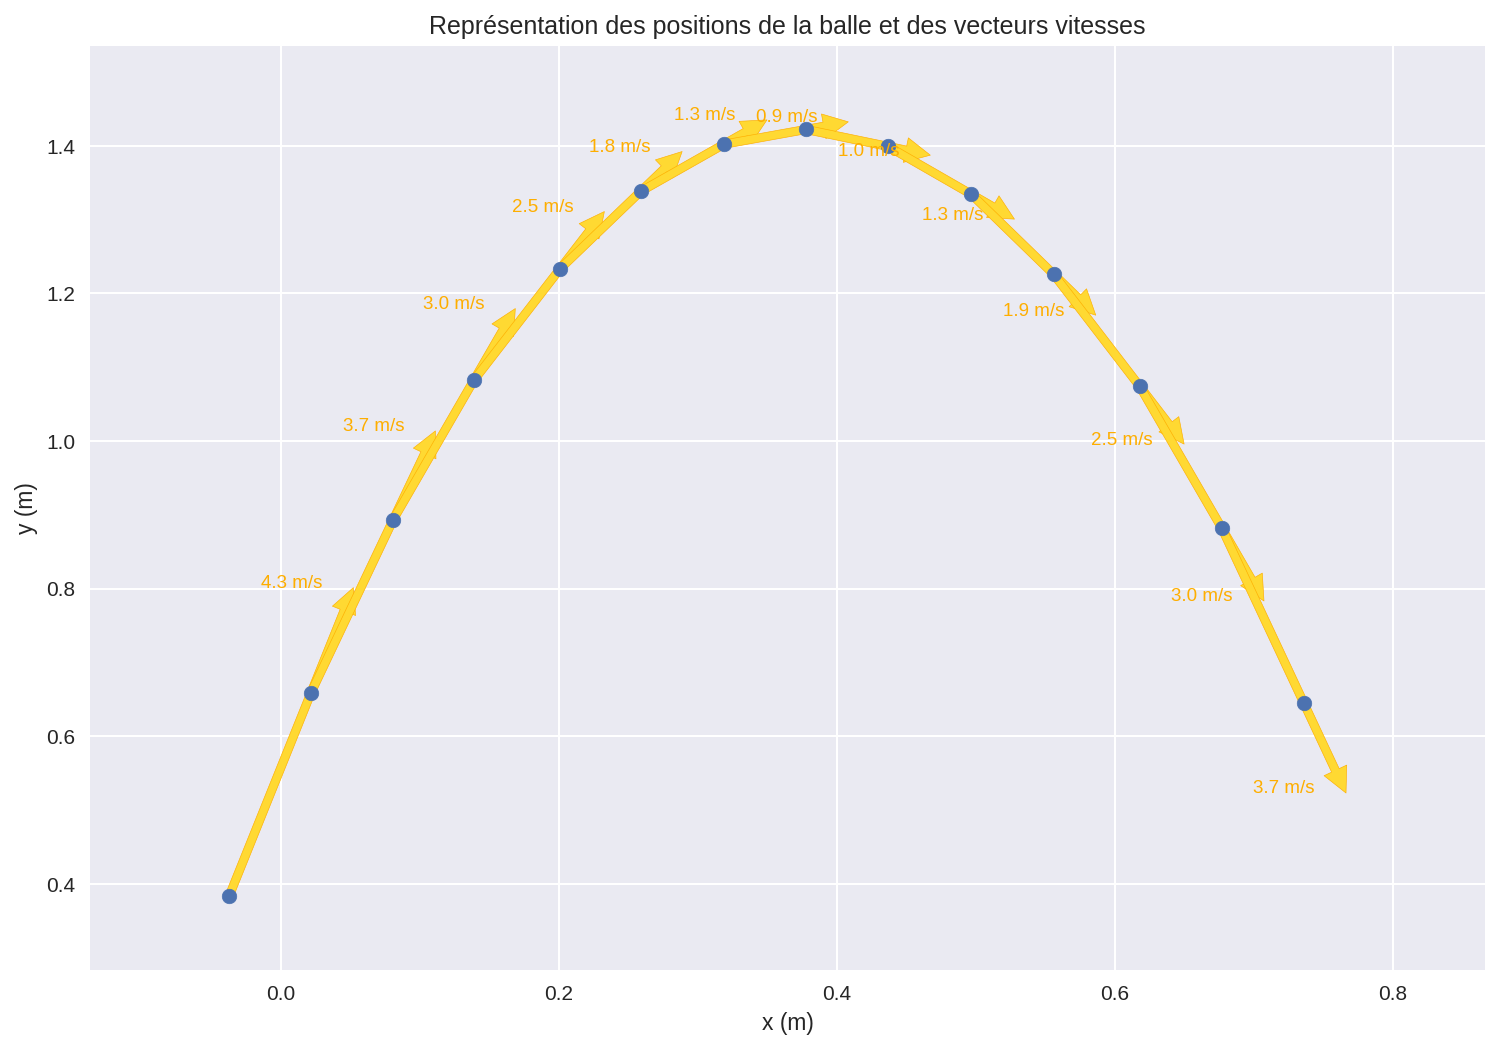 Représentation des positions de la balle et des vecteurs vitesses
1.3 m/s
0.9 m/s
1.8 m/s
1.4
1.0 m/s
2.5 m/s
1.3 m/s
3.0 m/s
1.2
1.9 m/s
3.7 m/s
1.0
2.5 m/s
y (m)
4.3 m/s
0.8
3.0 m/s
3.7 m/s
0.6
0.4
0.0
0.2
0.4
0.6
0.8
x (m)